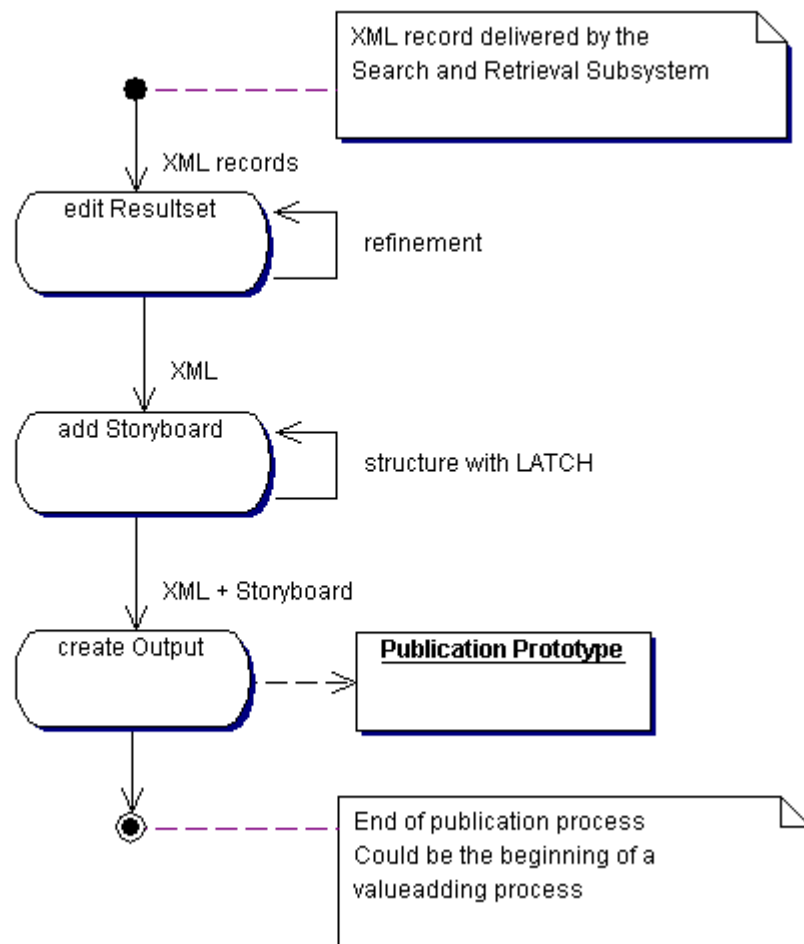 XML record delivered by the
Search and Retrieval Subsystem
XML records
edit Resultset
refinement
XML
add Storyboard
structure with LATCH
XML + Storyboard
create Output
Publication Prototype
End of publication process
Could be the beginning of a
valueadding process